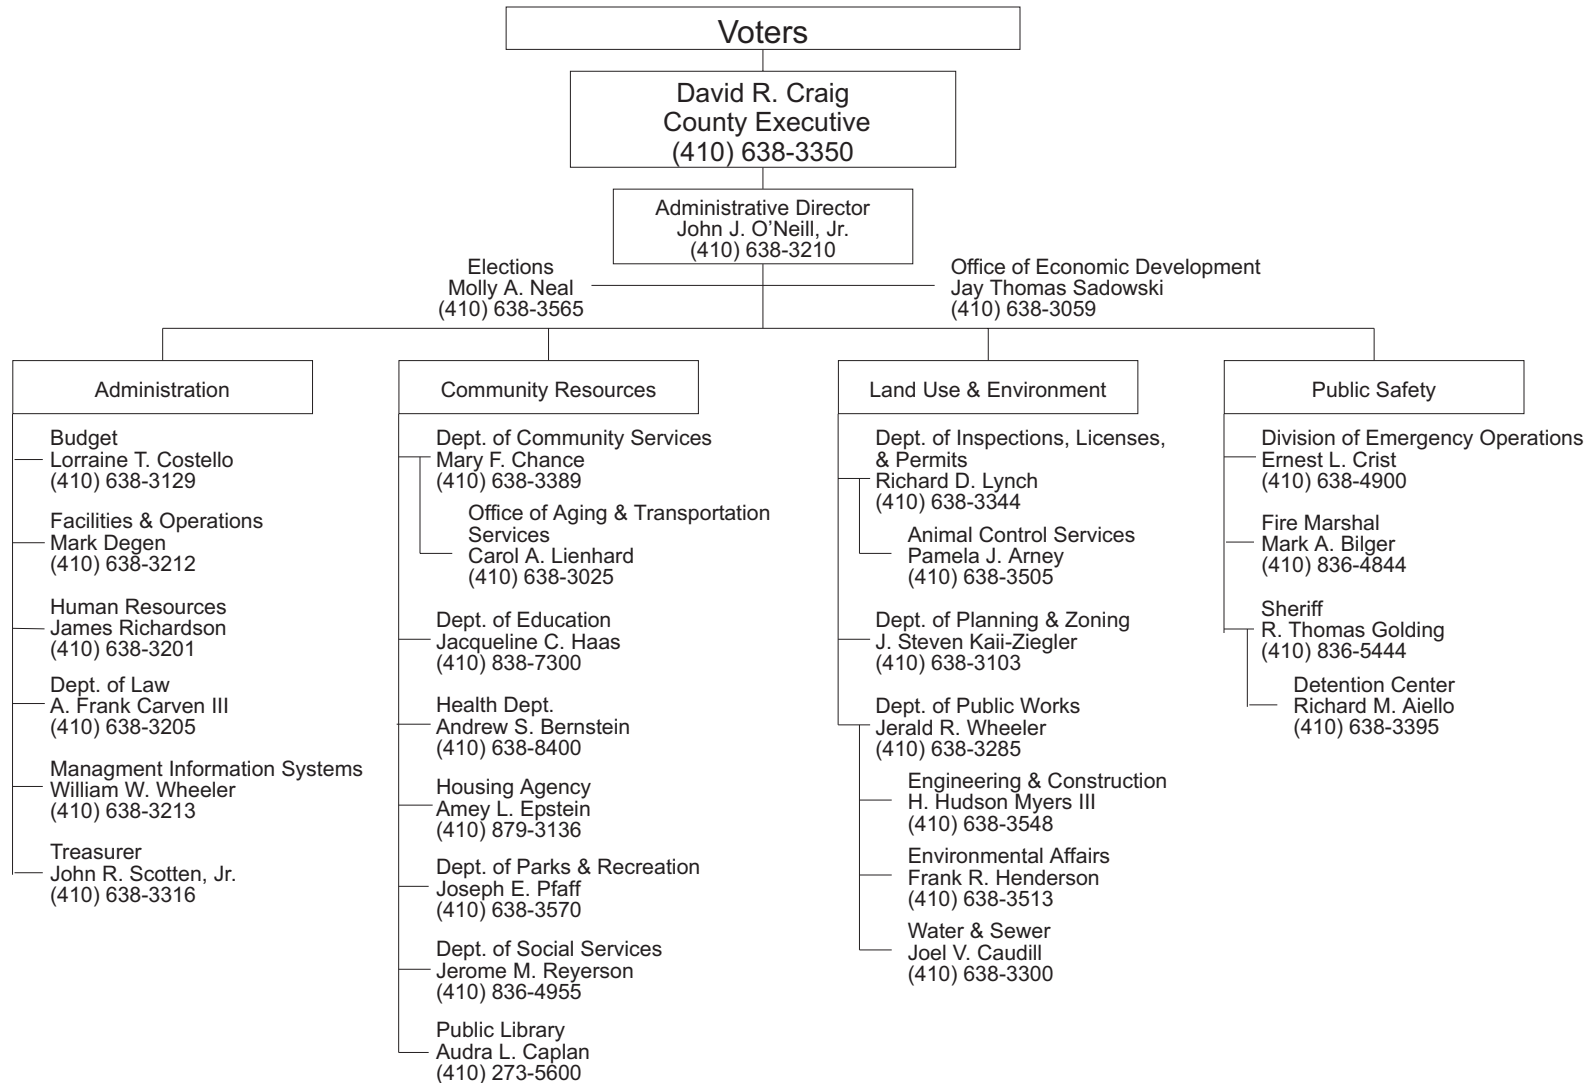 Voters
David R. Craig
County Executive
(410) 638-3350
Administrative Director
John J. O’Neill, Jr.
(410) 638-3210
Elections
Molly A. Neal
(410) 638-3565
Office of Economic Development
Jay Thomas Sadowski
(410) 638-3059
Administration
Budget
Lorraine T. Costello
(410) 638-3129
Facilities & Operations
Mark Degen
(410) 638-3212
Human Resources
James Richardson
(410) 638-3201
Dept. of Law
A. Frank Carven III
(410) 638-3205
Managment Information Systems
William W. Wheeler
(410) 638-3213
Treasurer
John R. Scotten, Jr.
(410) 638-3316
Community Resources
Dept. of Community Services
Mary F. Chance
(410) 638-3389
Office of Aging & Transportation
Services
Carol A. Lienhard
(410) 638-3025
Dept. of Education
Jacqueline C. Haas
(410) 838-7300
Health Dept.
Andrew S. Bernstein
(410) 638-8400
Housing Agency
Amey L. Epstein
(410) 879-3136
Dept. of Parks & Recreation
Joseph E. Pfaff
(410) 638-3570
Dept. of Social Services
Jerome M. Reyerson
(410) 836-4955
Public Library
Audra L. Caplan
(410) 273-5600
Land Use & Environment
Dept. of Inspections, Licenses,
& Permits
Richard D. Lynch
(410) 638-3344
Animal Control Services
Pamela J. Arney
(410) 638-3505
Dept. of Planning & Zoning
J. Steven Kaii-Ziegler
(410) 638-3103
Dept. of Public Works
Jerald R. Wheeler
(410) 638-3285
Engineering & Construction
H. Hudson Myers III
(410) 638-3548
Environmental Affairs
Frank R. Henderson
(410) 638-3513
Water & Sewer
Joel V. Caudill
(410) 638-3300
Public Safety
Division of Emergency Operations
Ernest L. Crist
(410) 638-4900
Fire Marshal
Mark A. Bilger
(410) 836-4844
Sheriff
R. Thomas Golding
(410) 836-5444
Detention Center
Richard M. Aiello
(410) 638-3395